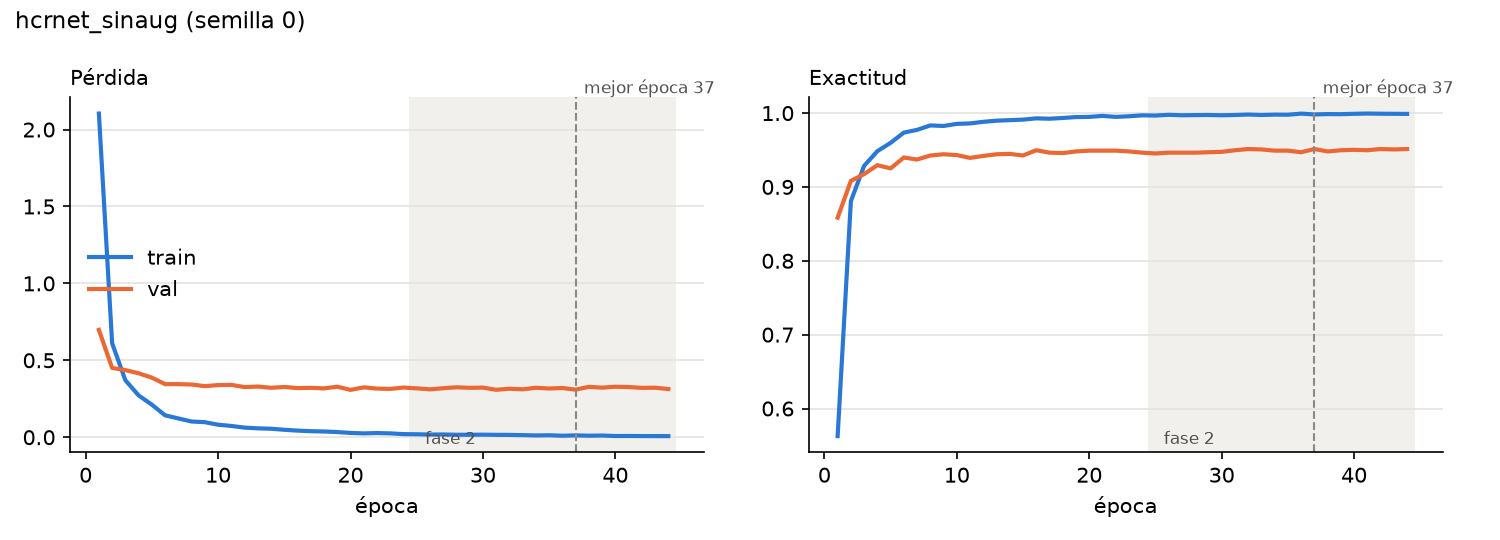 hcrnet_sinaug (semilla 0)
Pérdida
mejor época 37
2.0
1.5
1.0
0.5
0.0
train
val
fase 2
0 10 20 30 40
época
Exactitud
mejor época 37
1.0
0.9
0.8
0.7
0.6
fase 2
0 10 20 30 40
época